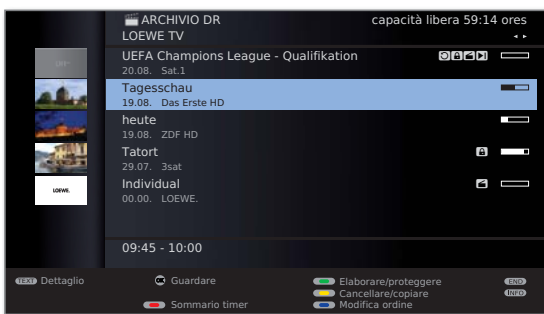 ARCHIVIO DR capacità libera 59:14 ores
LOEWE TV
UEFA Champions League - Qualifikation
20.08. Sat.1
Tagesschau
19.08. Das Erste HD
heute
19.08. ZDF HD
Tatort
29.07. 3sat
Individual
00.00. LOEWE.
LOEWE.
09:45 - 10:00
TEXT Dettaglio OK Guardare Elaborare/proteggere END
Cancellare/copiare INFO
Sommario timer Modifica ordine